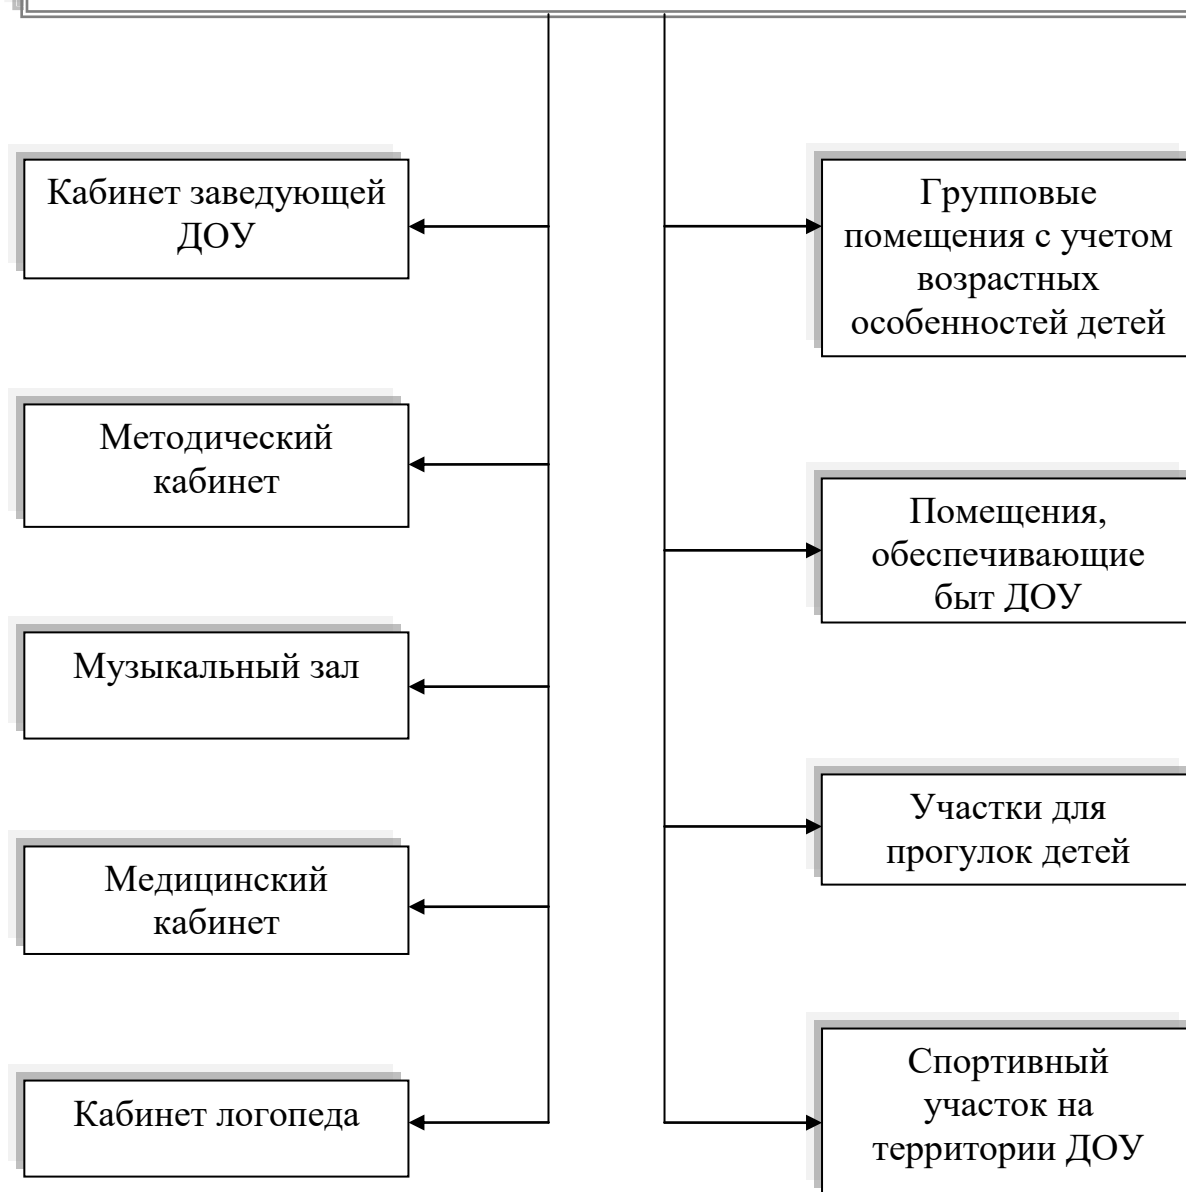 Кабинет заведующей
ДОУ
Методический
кабинет
Музыкальный зал
Медицинский
кабинет
Кабинет логопеда
Групповые
помещения с учетом
возрастных
особенностей детей
Помещения,
обеспечивающие
быт ДОУ
Участки для
прогулок детей
Спортивный
участок на
территории ДОУ